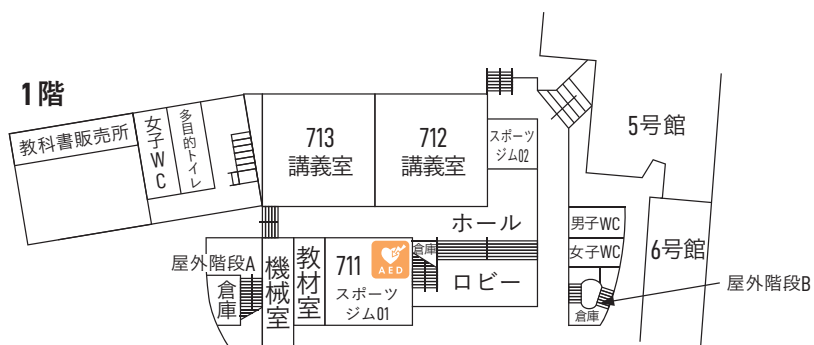 1階
教科書販売所
女子WC
多目的トイレ
713
講義室
712
講義室
スポーツ
ジム02
5号館
ホール
男子WC
女子WC
6号館
屋外階段A
倉庫
機械室
教材室
711
AED
スポーツ
ジム01
倉庫
ロビー
屋外階段B
倉庫